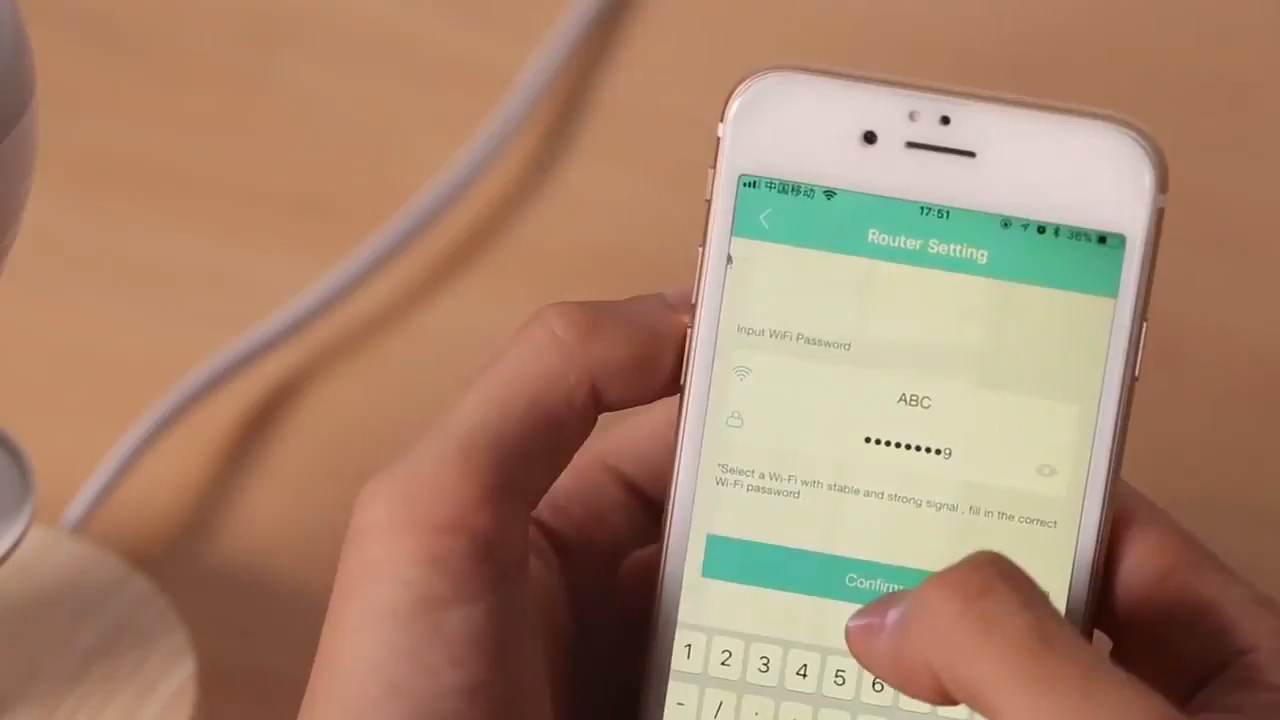 中国移动
17:51
36%
Router Setting
Input WiFi Password
ABC
••••••••9
*Select a Wi-Fi with stable and strong signal , fill in the correct
Wi-Fi password
Confirm
1 2 3 4 5 6
- / :